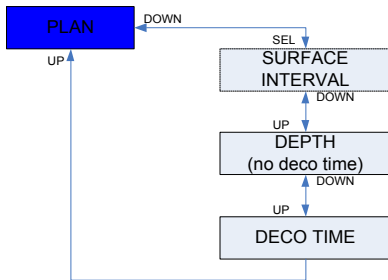 PLAN
DOWN
UP
SEL
SURFACE
INTERVAL
DOWN
UP
DEPTH
(no deco time)
DOWN
UP
DECO TIME